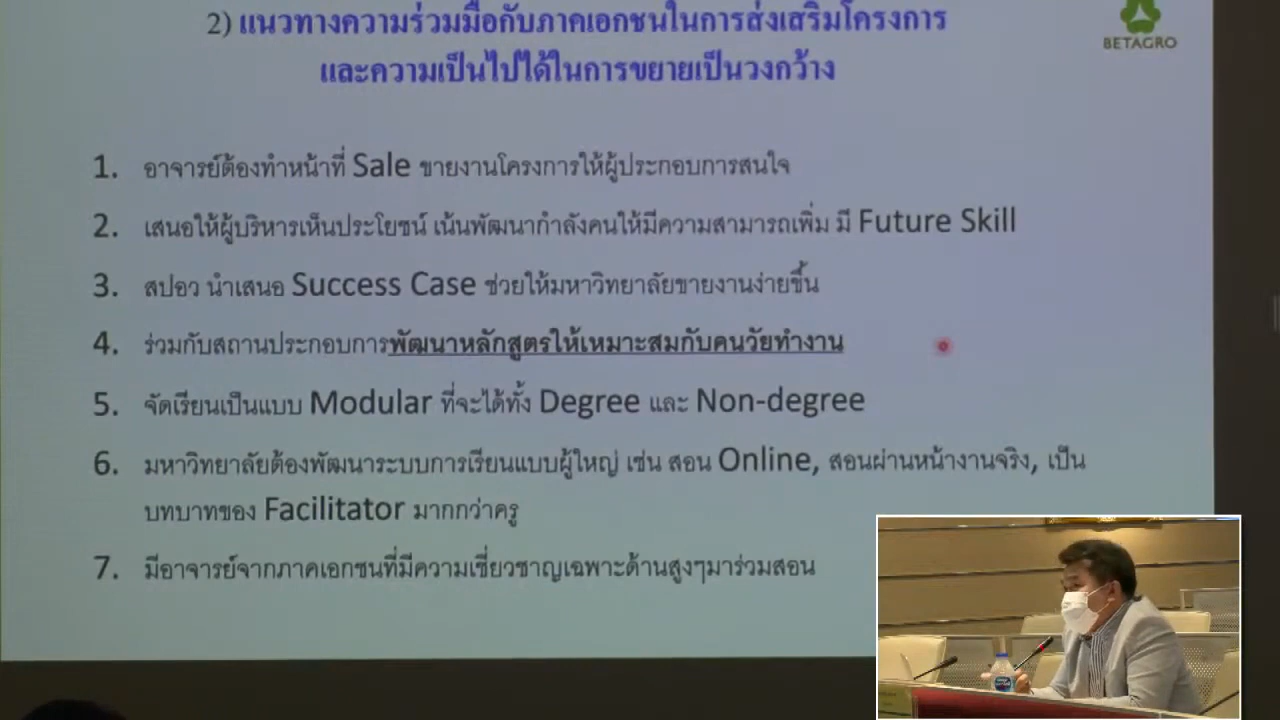 2) แนวทางความร่วมมือกับภาคเอกชนในการส่งเสริมโครงการ
และความเป็นไปได้ในการขยายเป็นวงกว้าง
BETAGRO
1. อาจารย์ต้องทำหน้าที่ Sale ขายงานโครงการให้ผู้ประกอบการสนใจ
2. เสนอให้ผู้บริหารเห็นประโยชน์ เน้นพัฒนากำลังคนให้มีความสามารถเพิ่ม มี Future Skill
3. สปอว นำเสนอ Success Case ช่วยให้มหาวิทยาลัยขายงานง่ายขึ้น
4. ร่วมกับสถานประกอบการพัฒนาหลักสูตรให้เหมาะสมกับคนวัยทำงาน
5. จัดเรียนเป็นแบบ Modular ที่จะได้ทั้ง Degree และ Non-degree
6. มหาวิทยาลัยต้องพัฒนาระบบการเรียนแบบผู้ใหญ่ เช่น สอน Online, สอนผ่านหน้างานจริง, เป็น
บทบาทของ Facilitator มากกว่าครู
7. มีอาจารย์จากภาคเอกชนที่มีความเชี่ยวชาญเฉพาะด้านสูงๆมาร่วมสอน